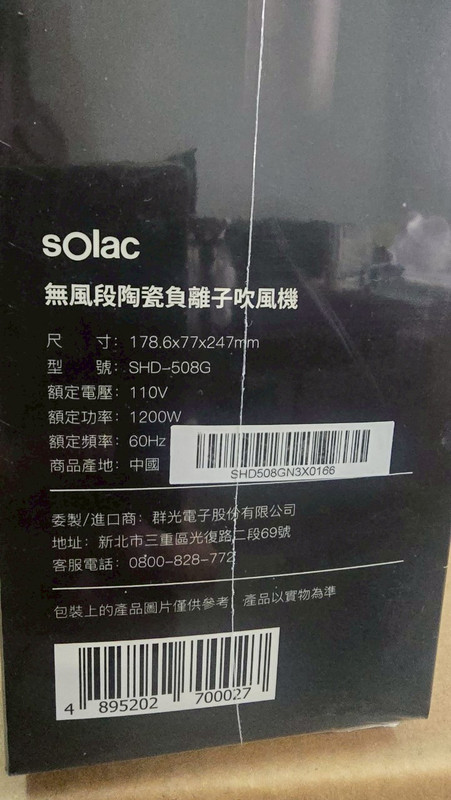 solac
無風段陶瓷負離子吹風機
尺 寸: 178.6x77x247mm
型 號: SHD-508G
額定電壓: 110V
額定功率: 1200W
額定頻率: 60Hz
商品產地: 中國
SHD508GN3X0166
委製/進口商: 群光電子股份有限公司
地址: 新北市三重區光復路二段69號
客服電話: 0800-828-772
包裝上的產品圖片僅供參考, 產品以實物為準
4 895202 700027